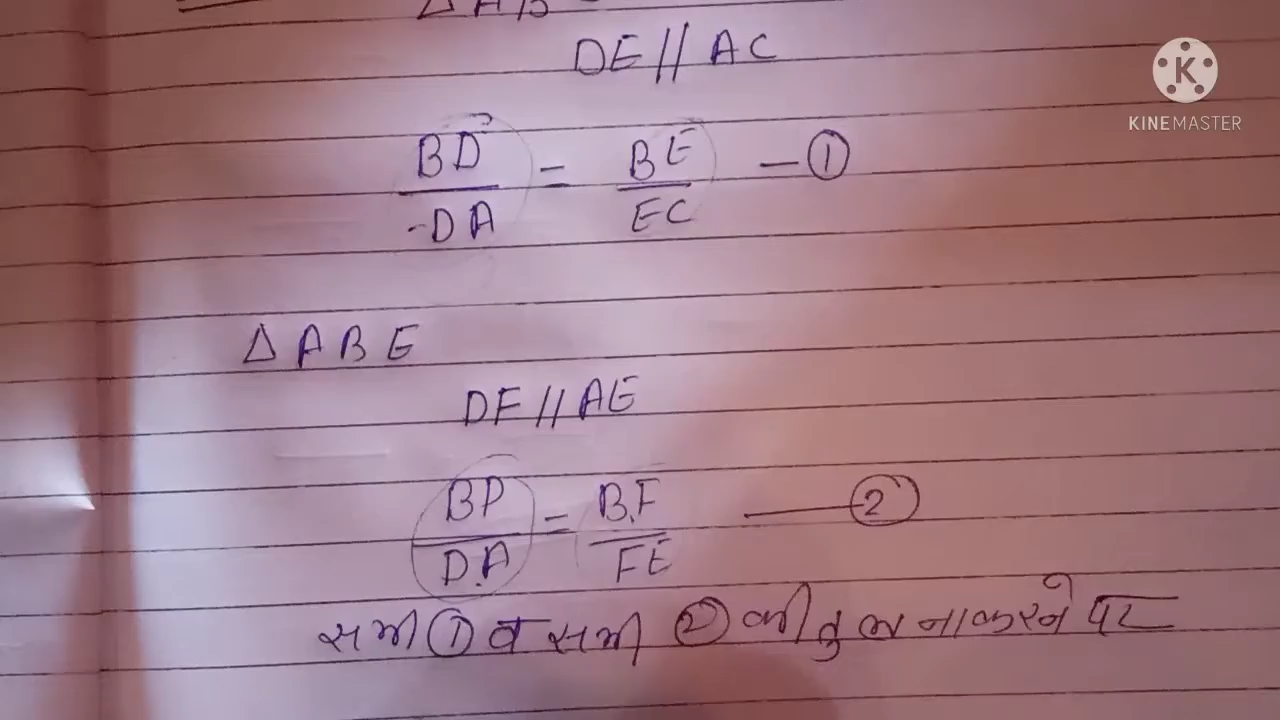 △AB
DE // AC
BD/DA = BE/EC — ①
△ABE
DF // AE
BD/DA = BF/FE — ②
समी ① व समी ② की तुलना करने पर
KINEMASTER